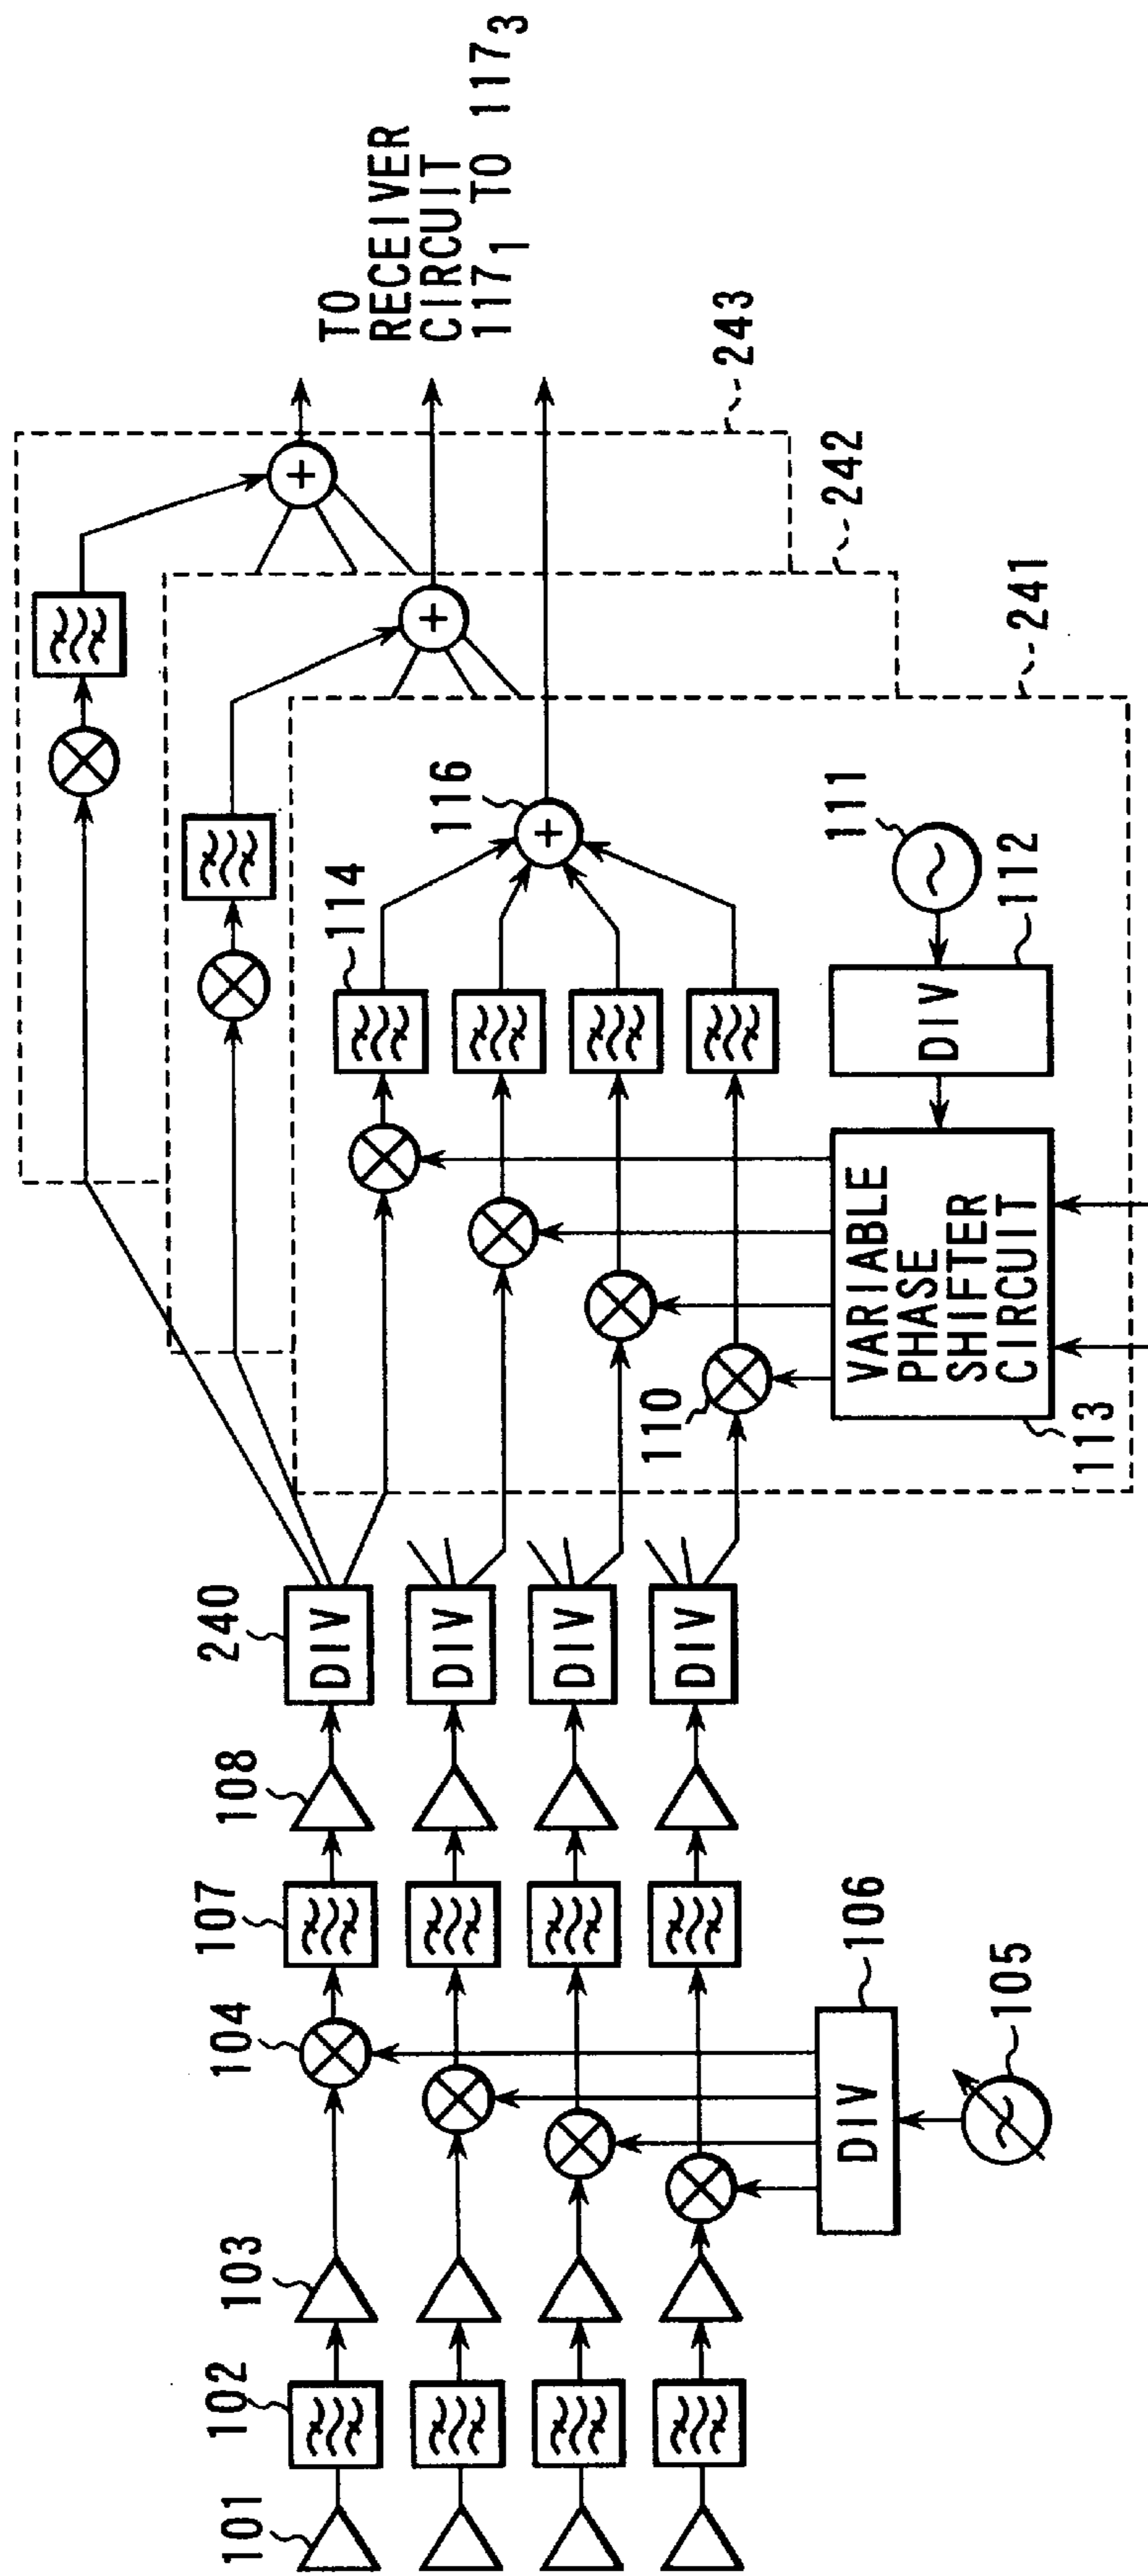 101
102
103
104
107
108
240
DIV
DIV
DIV
DIV
DIV
106
105
110
114
116
VARIABLE
PHASE
SHIFTER
CIRCUIT
113
DIV
112
111
241
242
243
TO
RECEIVER
CIRCUIT
117₁ TO 117₃